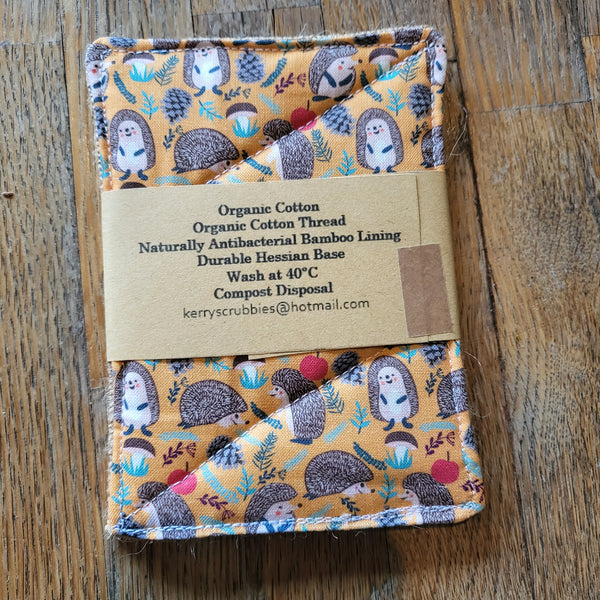 Organic Cotton
Organic Cotton Thread
Naturally Antibacterial Bamboo Lining
Durable Hessian Base
Wash at 40°C
Compost Disposal
kerryscrubbies@hotmail.com